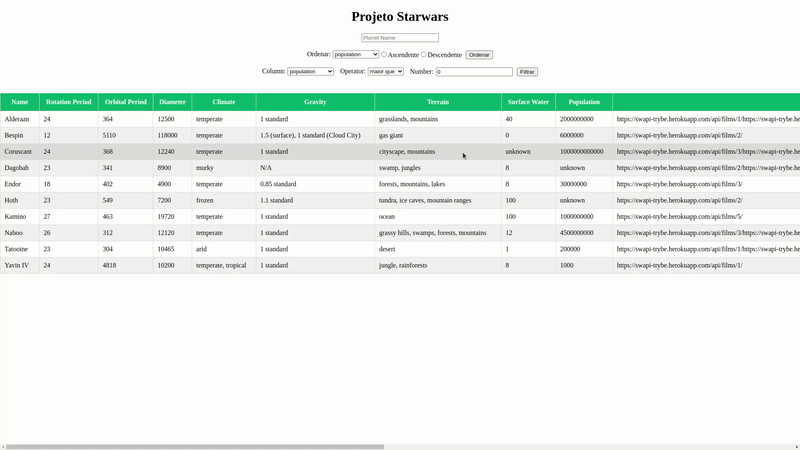 Projeto Starwars
Planet Name
Ordenar: population Ascendente Descendente Ordenar
Column: population Operator: maior que Number: 0 Filtrar
Name Rotation Period Orbital Period Diameter Climate Gravity Terrain Surface Water Population
Alderaan 24 364 12500 temperate 1 standard grasslands, mountains 40 2000000000 https://swapi-trybe.herokuapp.com/api/films/1/https://swapi-trybe.he
Bespin 12 5110 118000 temperate 1.5 (surface), 1 standard (Cloud City) gas giant 0 6000000 https://swapi-trybe.herokuapp.com/api/films/2/
Coruscant 24 368 12240 temperate 1 standard cityscape, mountains unknown 1000000000000 https://swapi-trybe.herokuapp.com/api/films/3/https://swapi-trybe.he
Dagobah 23 341 8900 murky N/A swamp, jungles 8 unknown https://swapi-trybe.herokuapp.com/api/films/2/https://swapi-trybe.he
Endor 18 402 4900 temperate 0.85 standard forests, mountains, lakes 8 30000000 https://swapi-trybe.herokuapp.com/api/films/3/
Hoth 23 549 7200 frozen 1.1 standard tundra, ice caves, mountain ranges 100 unknown https://swapi-trybe.herokuapp.com/api/films/2/
Kamino 27 463 19720 temperate 1 standard ocean 100 1000000000 https://swapi-trybe.herokuapp.com/api/films/5/
Naboo 26 312 12120 temperate 1 standard grassy hills, swamps, forests, mountains 12 4500000000 https://swapi-trybe.herokuapp.com/api/films/3/https://swapi-trybe.he
Tatooine 23 304 10465 arid 1 standard desert 1 200000 https://swapi-trybe.herokuapp.com/api/films/1/https://swapi-trybe.he
Yavin IV 24 4818 10200 temperate, tropical 1 standard jungle, rainforests 8 1000 https://swapi-trybe.herokuapp.com/api/films/1/